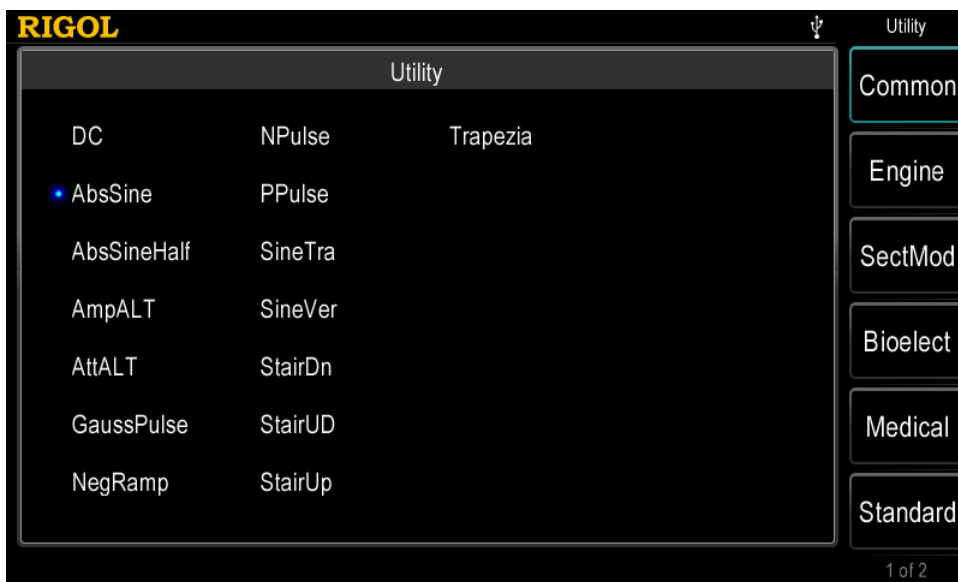 RIGOL
Utility
Utility
DC NPulse Trapezia
AbsSine PPulse
AbsSineHalf SineTra
AmpALT SineVer
AttALT StairDn
GaussPulse StairUD
NegRamp StairUp
Common
Engine
SectMod
Bioelect
Medical
Standard
1 of 2